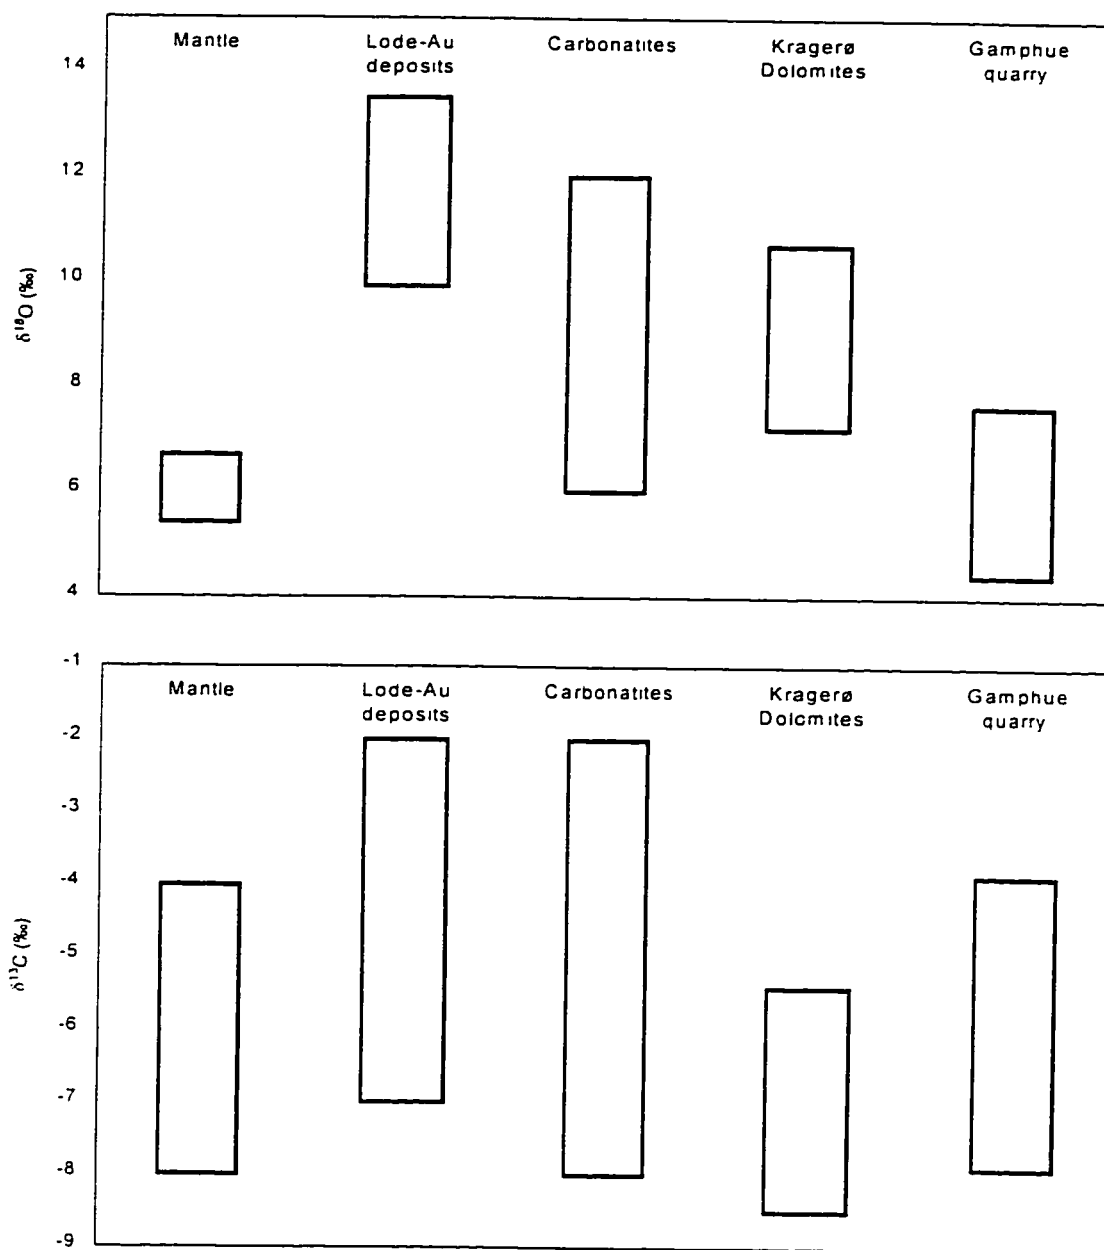 Mantle Lode-Au Carbonatites Kragerø Gamphue
deposits Dolomites quarry
14
12
10
8
6
4
δ¹⁸O (‰)
-1
Mantle Lode-Au Carbonatites Kragerø Gamphue
deposits Dolomites quarry
-2
-3
-4
-5
-6
-7
-8
-9
δ¹³C (‰)